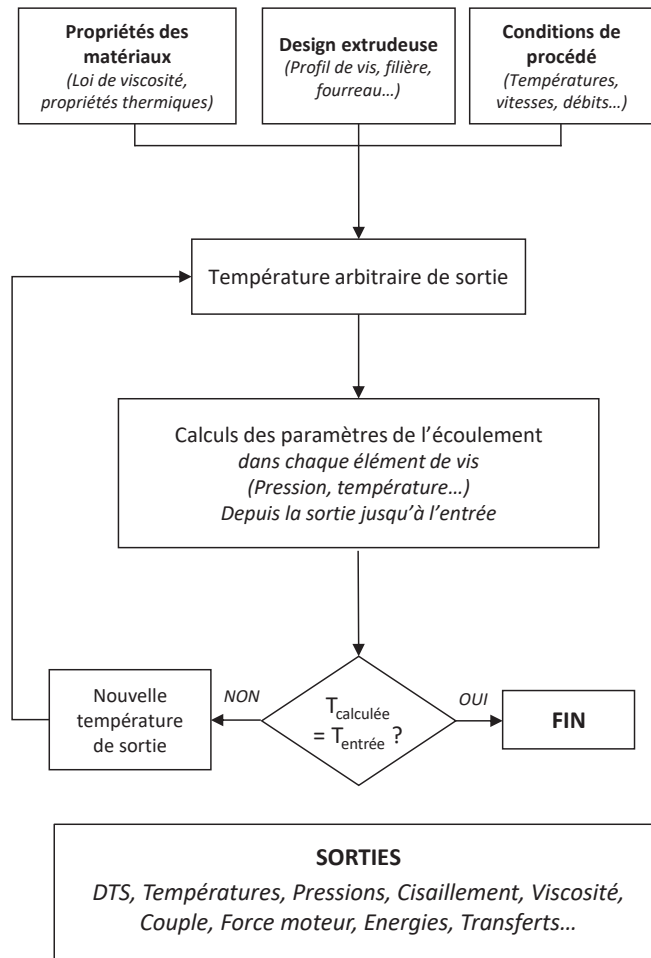 Propriétés des
matériaux
(Loi de viscosité,
propriétés thermiques)
Design extrudeuse
(Profil de vis, filière,
fourreau…)
Conditions de
procédé
(Températures,
vitesses, débits…)
Température arbitraire de sortie
Calculs des paramètres de l’écoulement
dans chaque élément de vis
(Pression, température…)
Depuis la sortie jusqu’à l’entrée
Nouvelle
température
de sortie
NON
Tcalculée
= Tentrée ?
OUI
FIN
SORTIES
DTS, Températures, Pressions, Cisaillement, Viscosité,
Couple, Force moteur, Energies, Transferts…